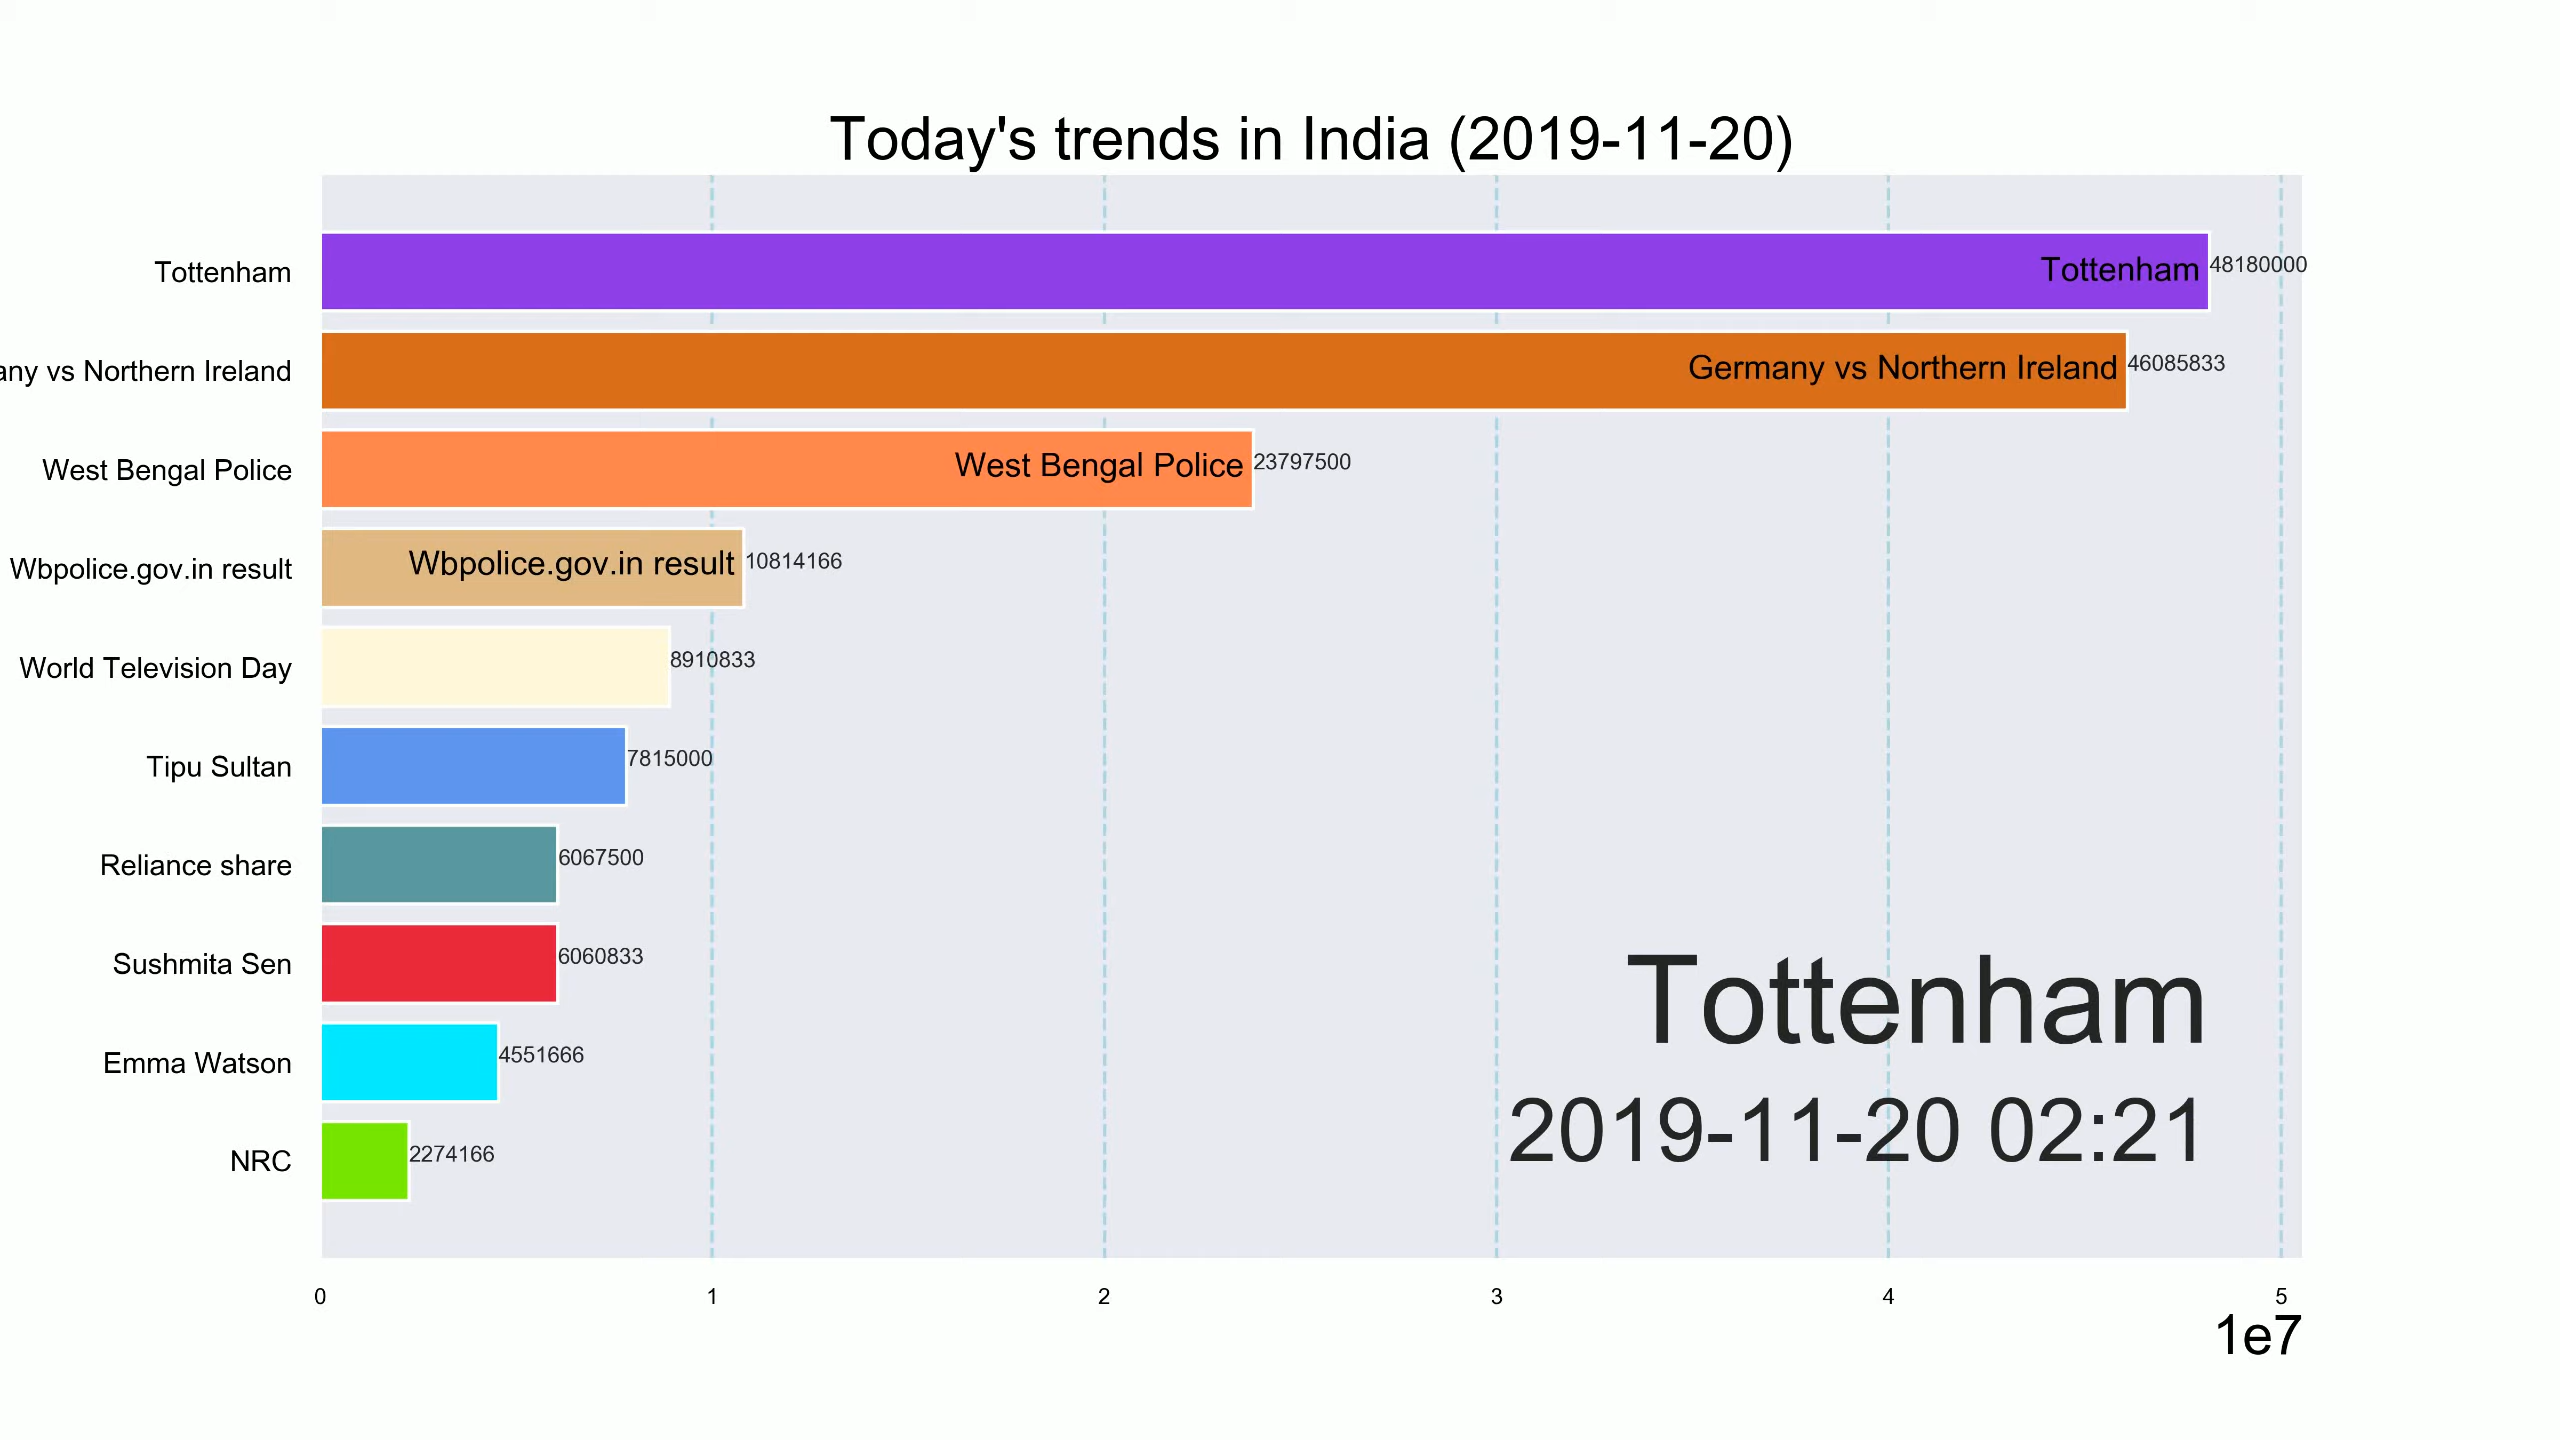 Today's trends in India (2019-11-20)
Tottenham
Tottenham 48180000
any vs Northern Ireland
Germany vs Northern Ireland 46085833
West Bengal Police
West Bengal Police 23797500
Wbpolice.gov.in result
Wbpolice.gov.in result 10814166
World Television Day 8910833
Tipu Sultan 7815000
Reliance share 6067500
Sushmita Sen 6060833
Emma Watson 4551666
NRC 2274166
Tottenham
2019-11-20 02:21
0 1 2 3 4 5
1e7